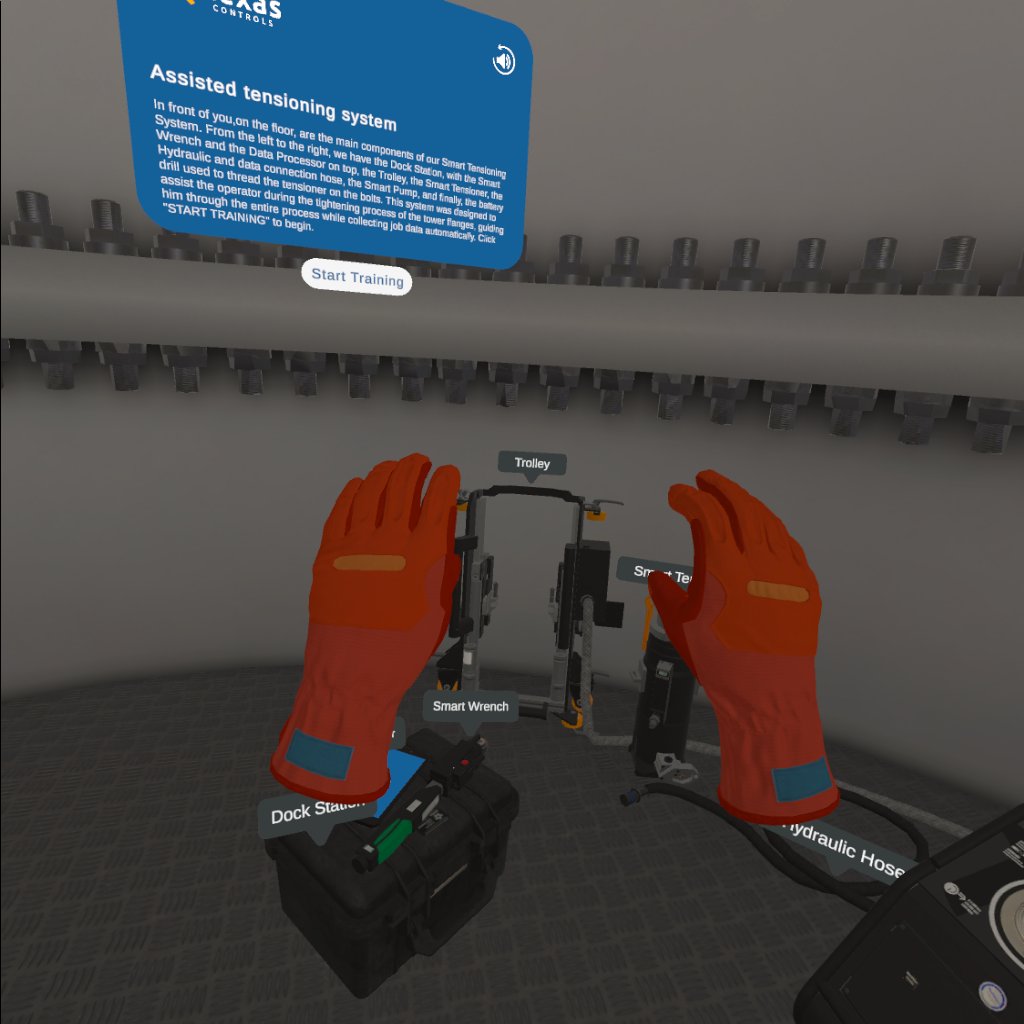 CONTROLS
Assisted tensioning system
In front of you,on the floor, are the main components of our Smart Tensioning
System. From the left to the right, we have the Dock Station, with the Smart
Wrench and the Data Processor on top, the Trolley, the Smart Tensioner, the
Hydraulic and data connection hose, the Smart Pump, and finally, the battery
drill used to thread the tensioner on the bolts. This system was designed to
assist the operator during the tightening process of the tower flanges, guiding
him through the entire process while collecting job data automatically. Click
"START TRAINING" to begin.
Start Training
Trolley
Smart Te
Smart Wrench
Dock Station
Hydraulic Hose